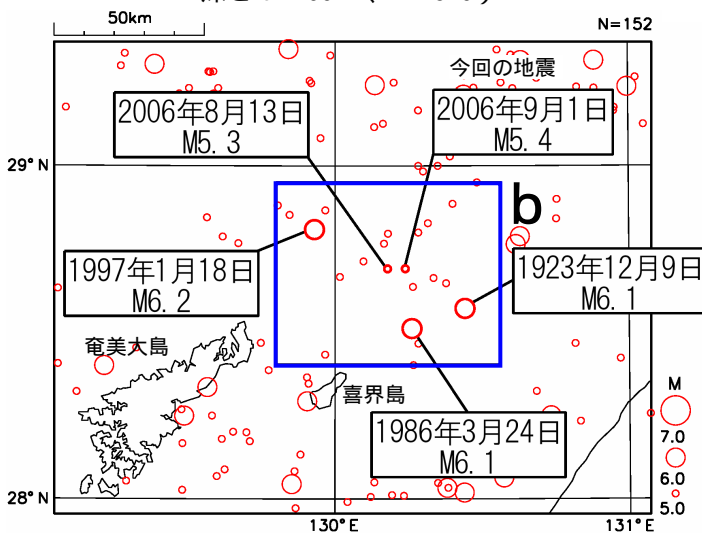 50km
N=152
今回の地震
2006年8月13日
M5.3
2006年9月1日
M5.4
29°N
b
1997年1月18日
M6.2
1923年12月9日
M6.1
奄美大島
喜界島
1986年3月24日
M6.1
M
7.0
6.0
5.0
28°N
130°E
131°E